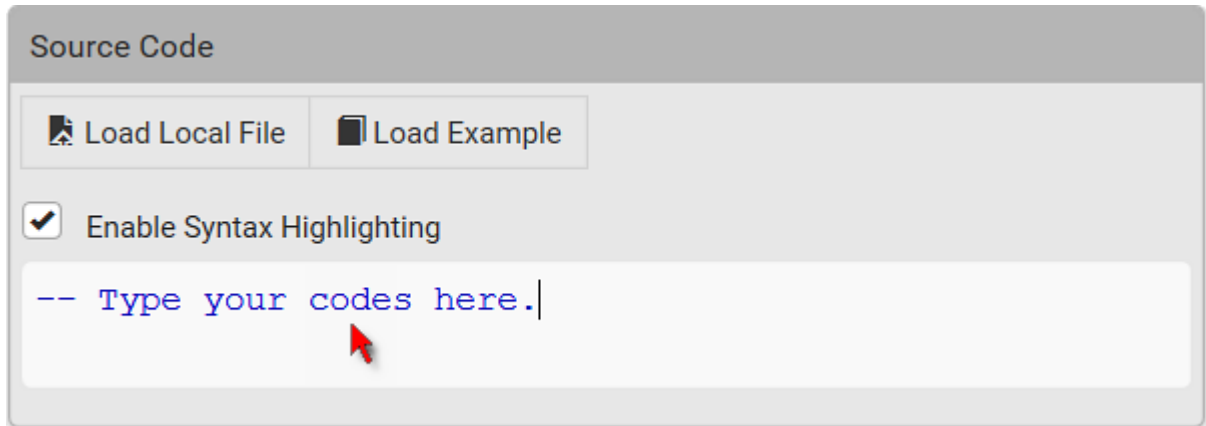 Source Code
Load Local File Load Example
Enable Syntax Highlighting
-- Type your codes here.